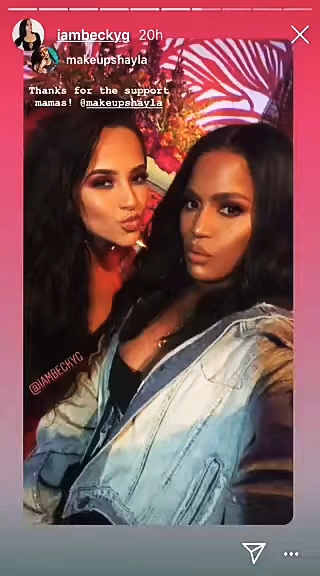 iambeckyg 20h
makeupshayla
Thanks for the support
mamas! @makeupshayla
@IAMBECKYG